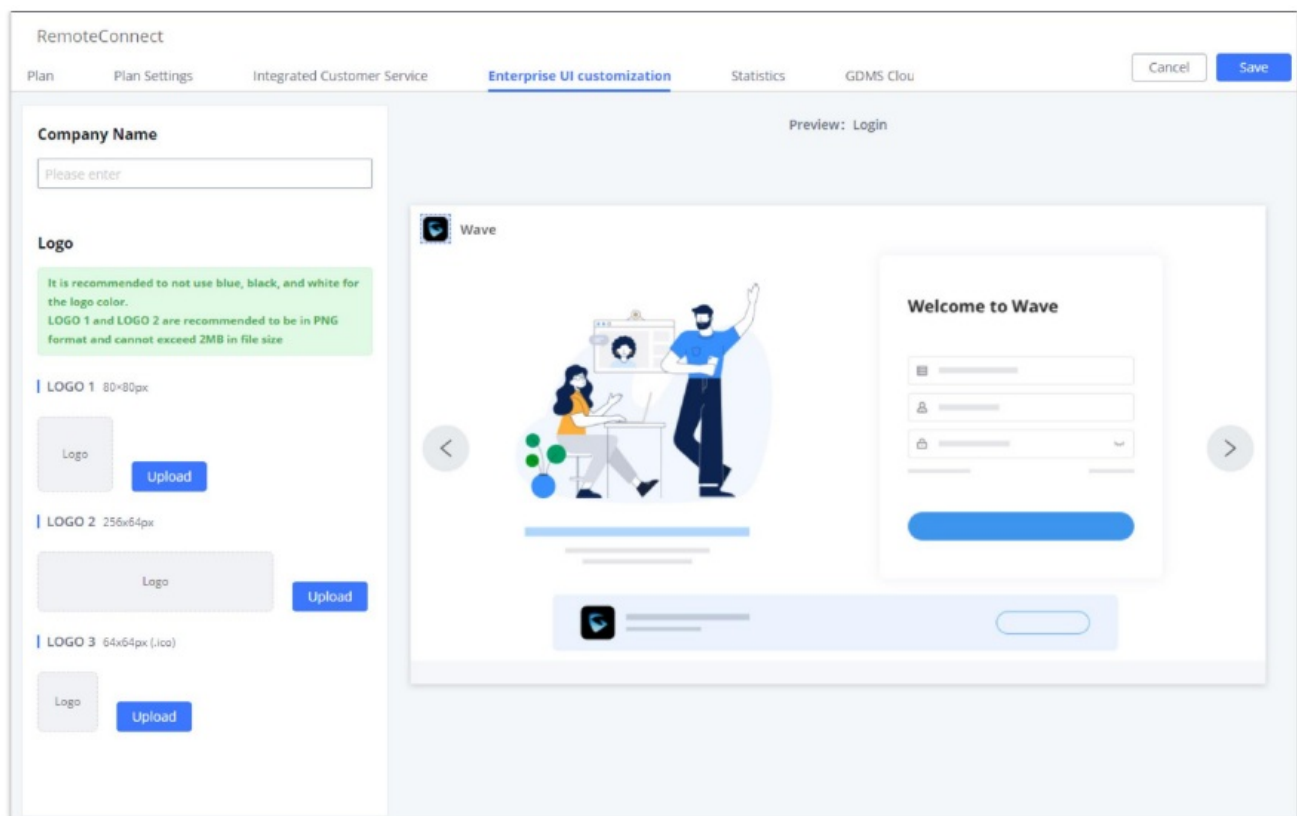 RemoteConnect
Plan Plan Settings Integrated Customer Service Enterprise UI customization Statistics GDMS Clou
Cancel Save
Company Name
Please enter
Logo
It is recommended to not use blue, black, and white for
the logo color.
LOGO 1 and LOGO 2 are recommended to be in PNG
format and cannot exceed 2MB in file size
LOGO 1 80×80px
Logo
Upload
LOGO 2 256x64px
Logo
Upload
LOGO 3 64x64px (.ico)
Logo
Upload
Preview: Login
Wave
Welcome to Wave